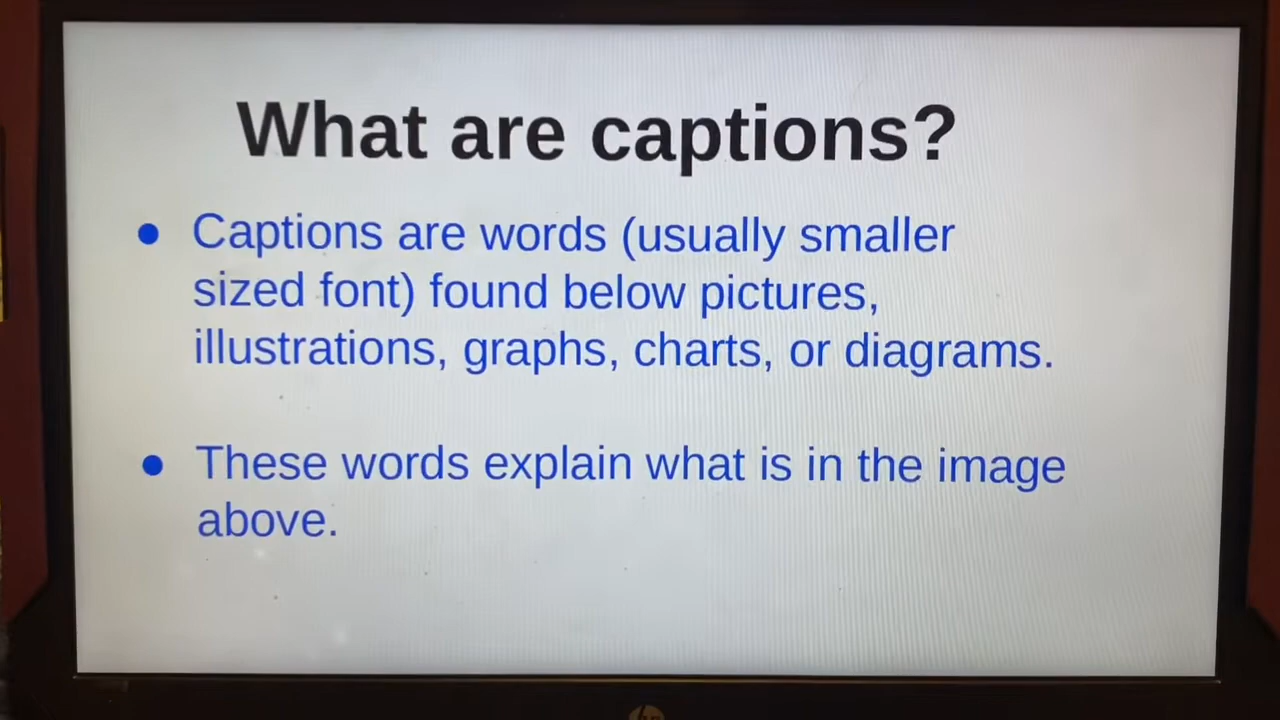 What are captions?
● Captions are words (usually smaller
sized font) found below pictures,
illustrations, graphs, charts, or diagrams.
● These words explain what is in the image
above.
hp